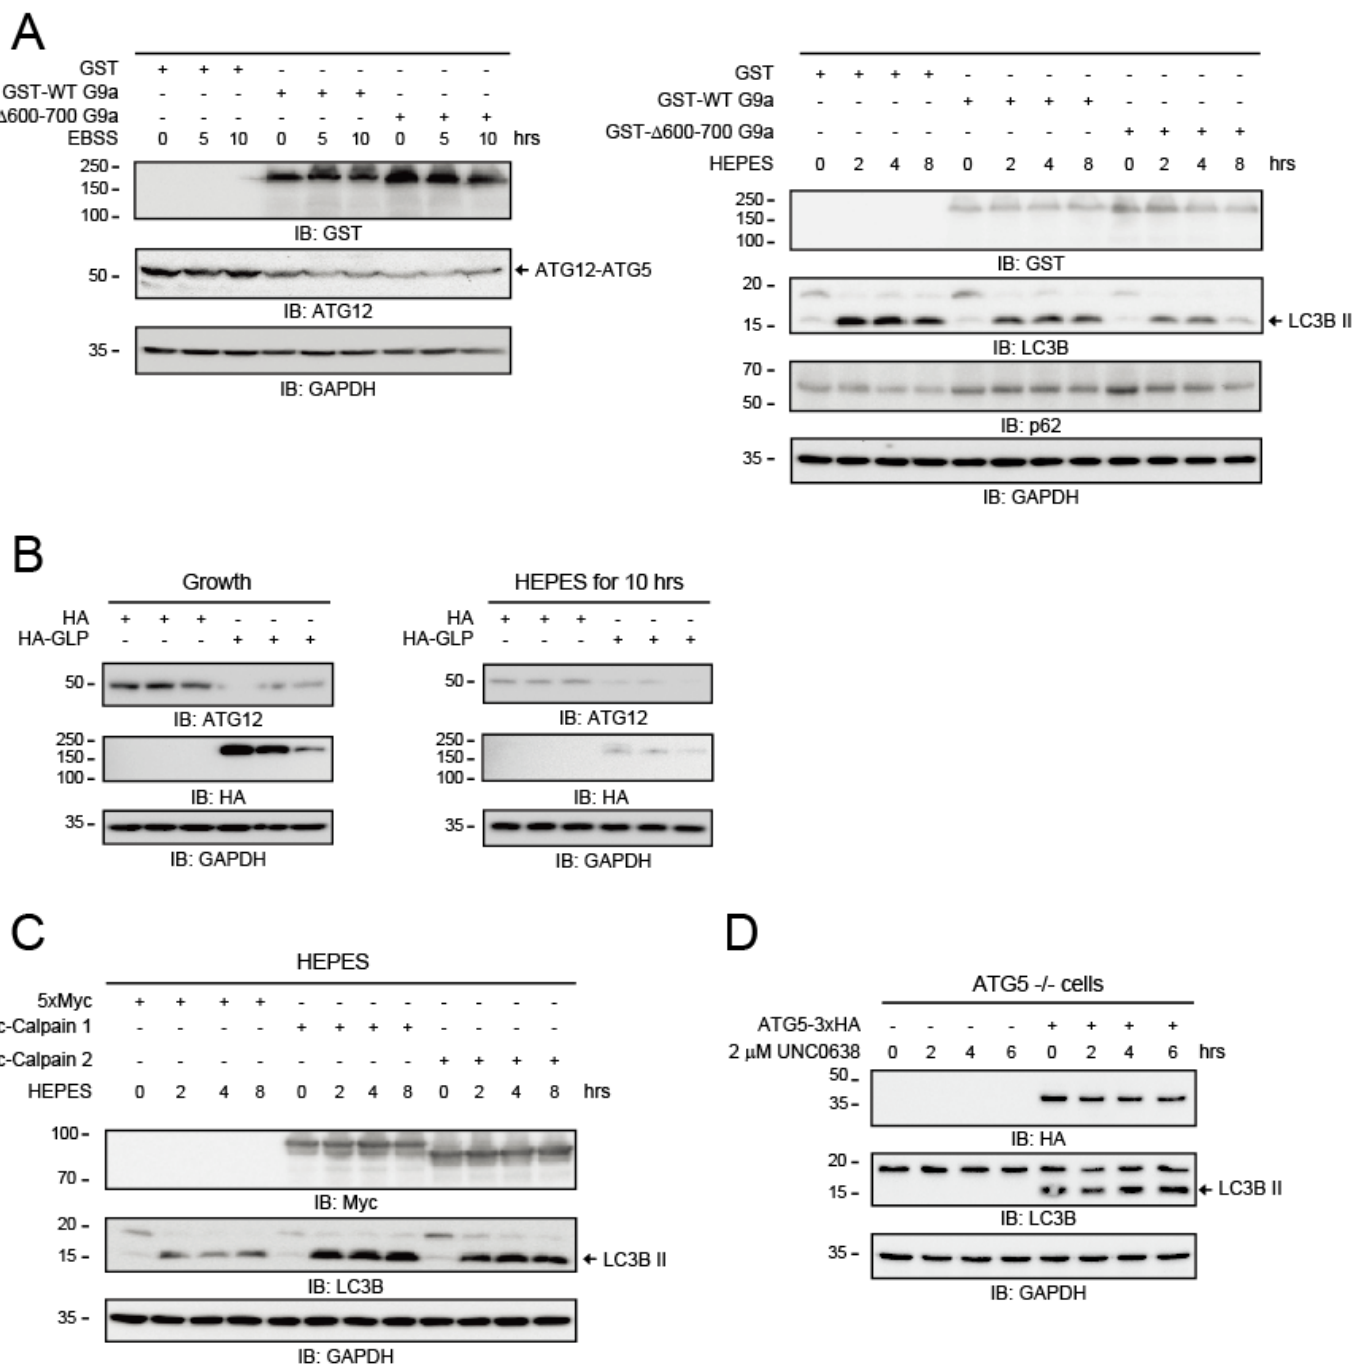 A
GST + + + - - - - - -
GST-WT G9a - - - + + + - - -
Δ600-700 G9a - - - - - - + + +
EBSS 0 5 10 0 5 10 0 5 10 hrs
250 -
150 -
100 -
IB: GST
50 -
← ATG12-ATG5
IB: ATG12
35 -
IB: GAPDH
GST + + + + - - - - - - - -
GST-WT G9a - - - - + + + + - - - -
GST-Δ600-700 G9a - - - - - - - - + + + +
HEPES 0 2 4 8 0 2 4 8 0 2 4 8 hrs
250 -
150 -
100 -
IB: GST
20 -
15 -
← LC3B II
IB: LC3B
70 -
50 -
IB: p62
35 -
IB: GAPDH
B
Growth
HA + + + - - -
HA-GLP - - - + + +
50 -
IB: ATG12
250 -
150 -
100 -
IB: HA
35 -
IB: GAPDH
HEPES for 10 hrs
HA + + + - - -
HA-GLP - - - + + +
50 -
IB: ATG12
250 -
150 -
100 -
IB: HA
35 -
IB: GAPDH
C
HEPES
5xMyc + + + + - - - - - - - -
c-Calpain 1 - - - - + + + + - - - -
c-Calpain 2 - - - - - - - - + + + +
HEPES 0 2 4 8 0 2 4 8 0 2 4 8 hrs
100 -
70 -
IB: Myc
20 -
15 -
← LC3B II
IB: LC3B
35 -
IB: GAPDH
D
ATG5 -/- cells
ATG5-3xHA - - - - + + + +
2 μM UNC0638 0 2 4 6 0 2 4 6 hrs
50 -
35 -
IB: HA
20 -
15 -
← LC3B II
IB: LC3B
35 -
IB: GAPDH